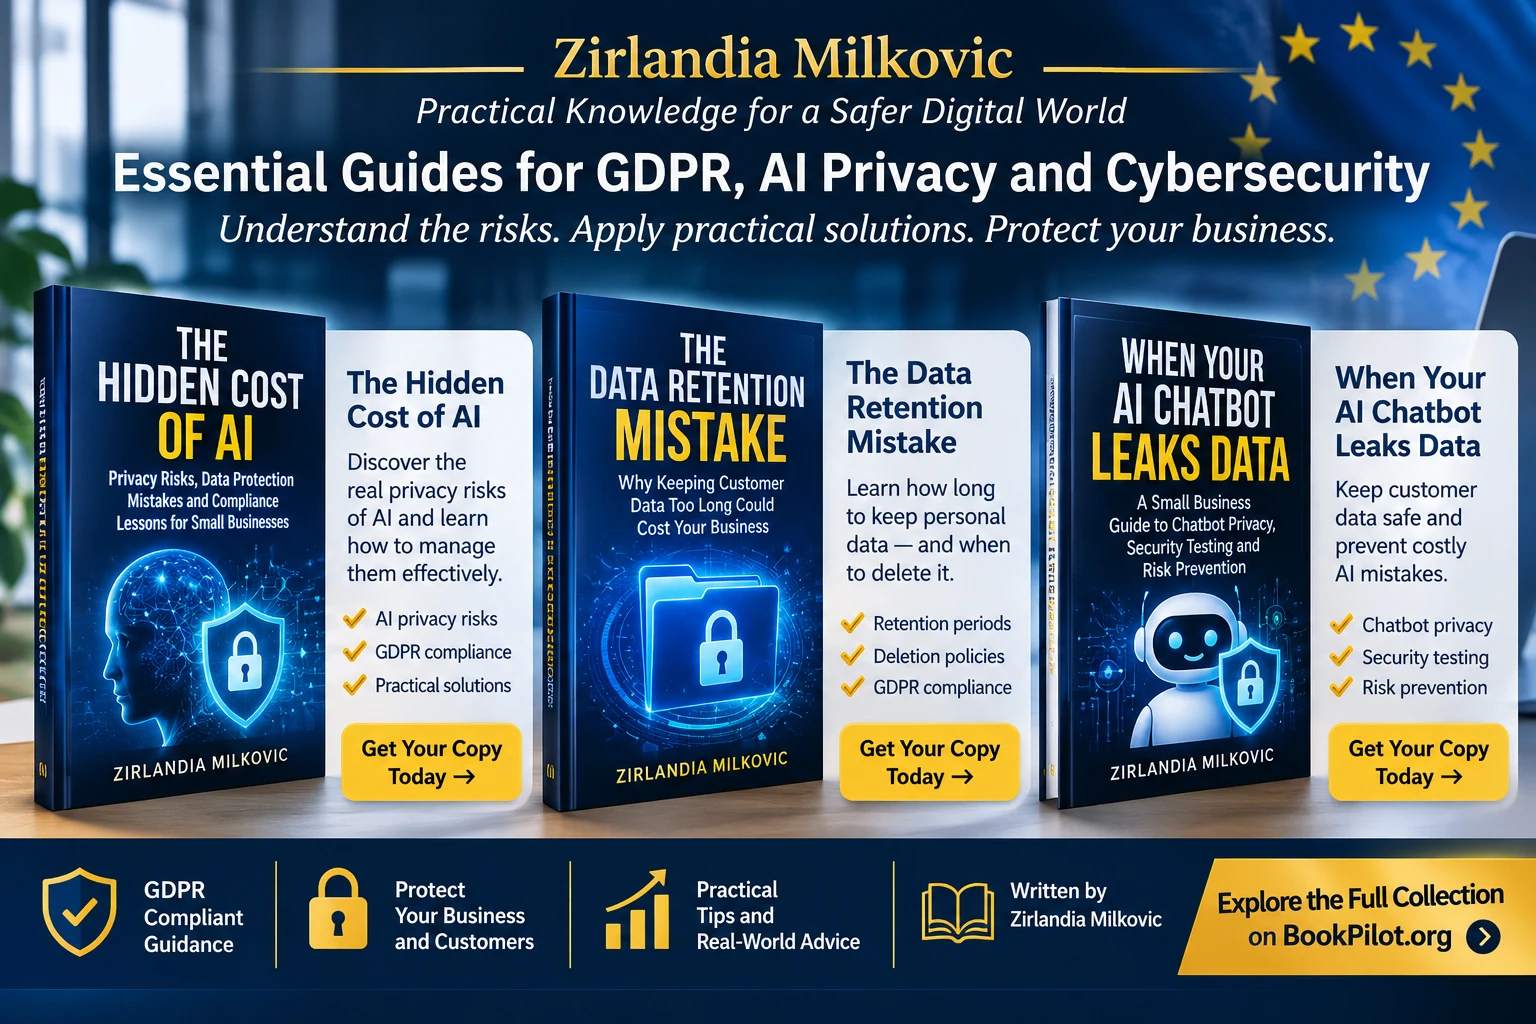 Zirlandia Milkovic
Practical Knowledge for a Safer Digital World
Essential Guides for GDPR, AI Privacy and Cybersecurity
Understand the risks. Apply practical solutions. Protect your business.
THE
HIDDEN COST
OF AI
Privacy Risks, Data Protection
Mistakes and Compliance
Lessons for Small Businesses
ZIRLANDIA MILKOVIC
The Hidden
Cost of AI
Discover the
real privacy risks
of AI and learn
how to manage
them effectively.
AI privacy risks
GDPR compliance
Practical solutions
Get Your Copy
Today →
THE
DATA RETENTION
MISTAKE
Why Keeping Customer
Data Too Long Could
Cost Your Business
ZIRLANDIA MILKOVIC
The Data
Retention
Mistake
Learn how long
to keep personal
data — and when
to delete it.
Retention periods
Deletion policies
GDPR compliance
Get Your Copy
Today →
WHEN YOUR
AI CHATBOT
LEAKS DATA
A Small Business
Guide to Chatbot Privacy,
Security Testing and
Risk Prevention
ZIRLANDIA MILKOVIC
When Your
AI Chatbot
Leaks Data
Keep customer
data safe and
prevent costly
AI mistakes.
Chatbot privacy
Security testing
Risk prevention
Get Your Copy
Today →
GDPR
Compliant
Guidance
Protect
Your Business
and Customers
Practical
Tips and
Real-World Advice
Written by
Zirlandia Milkovic
Explore the Full Collection
on BookPilot.org